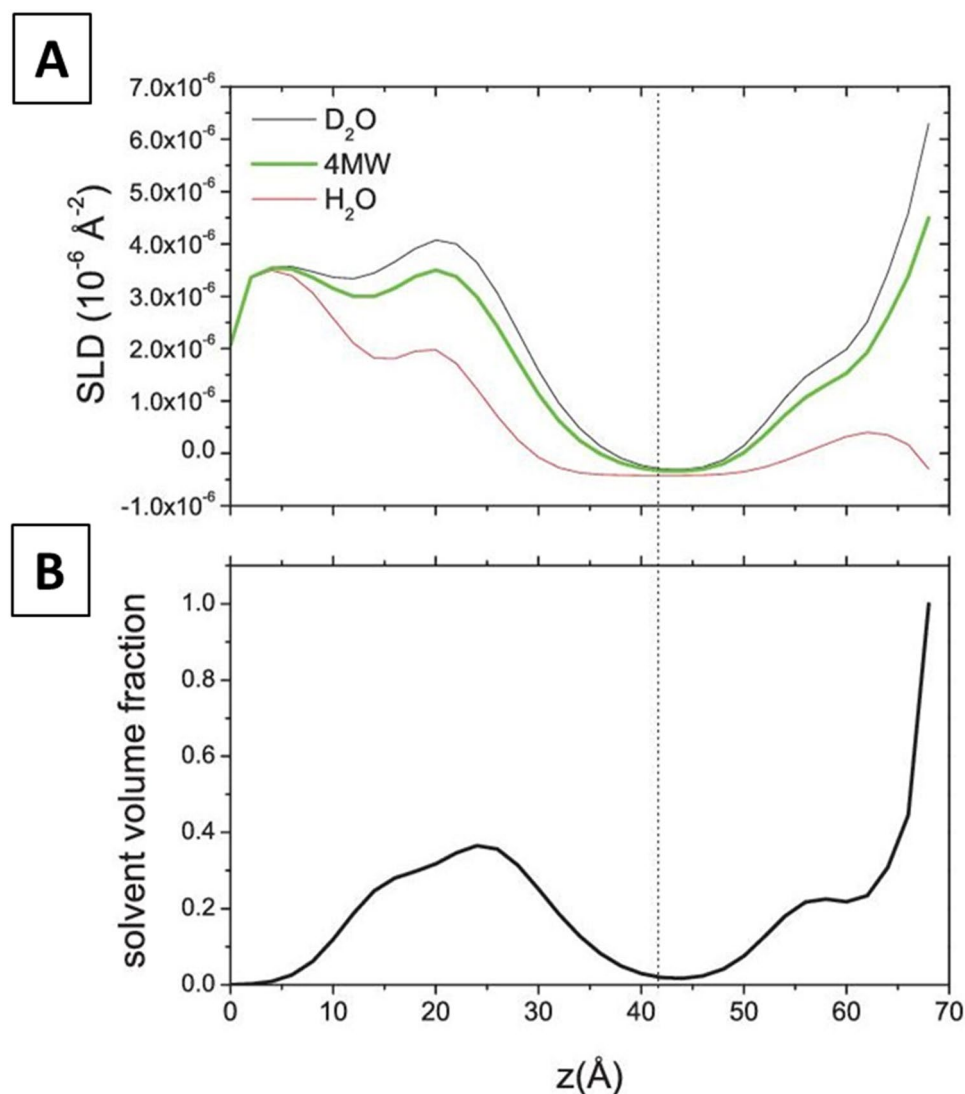 A
7.0x10⁻⁶
6.0x10⁻⁶
5.0x10⁻⁶
4.0x10⁻⁶
3.0x10⁻⁶
2.0x10⁻⁶
1.0x10⁻⁶
0.0
-1.0x10⁻⁶
SLD (10⁻⁶ Å⁻²)
D₂O
4MW
H₂O
B
1.0
0.8
0.6
0.4
0.2
0.0
solvent volume fraction
0 10 20 30 40 50 60 70
z(Å)